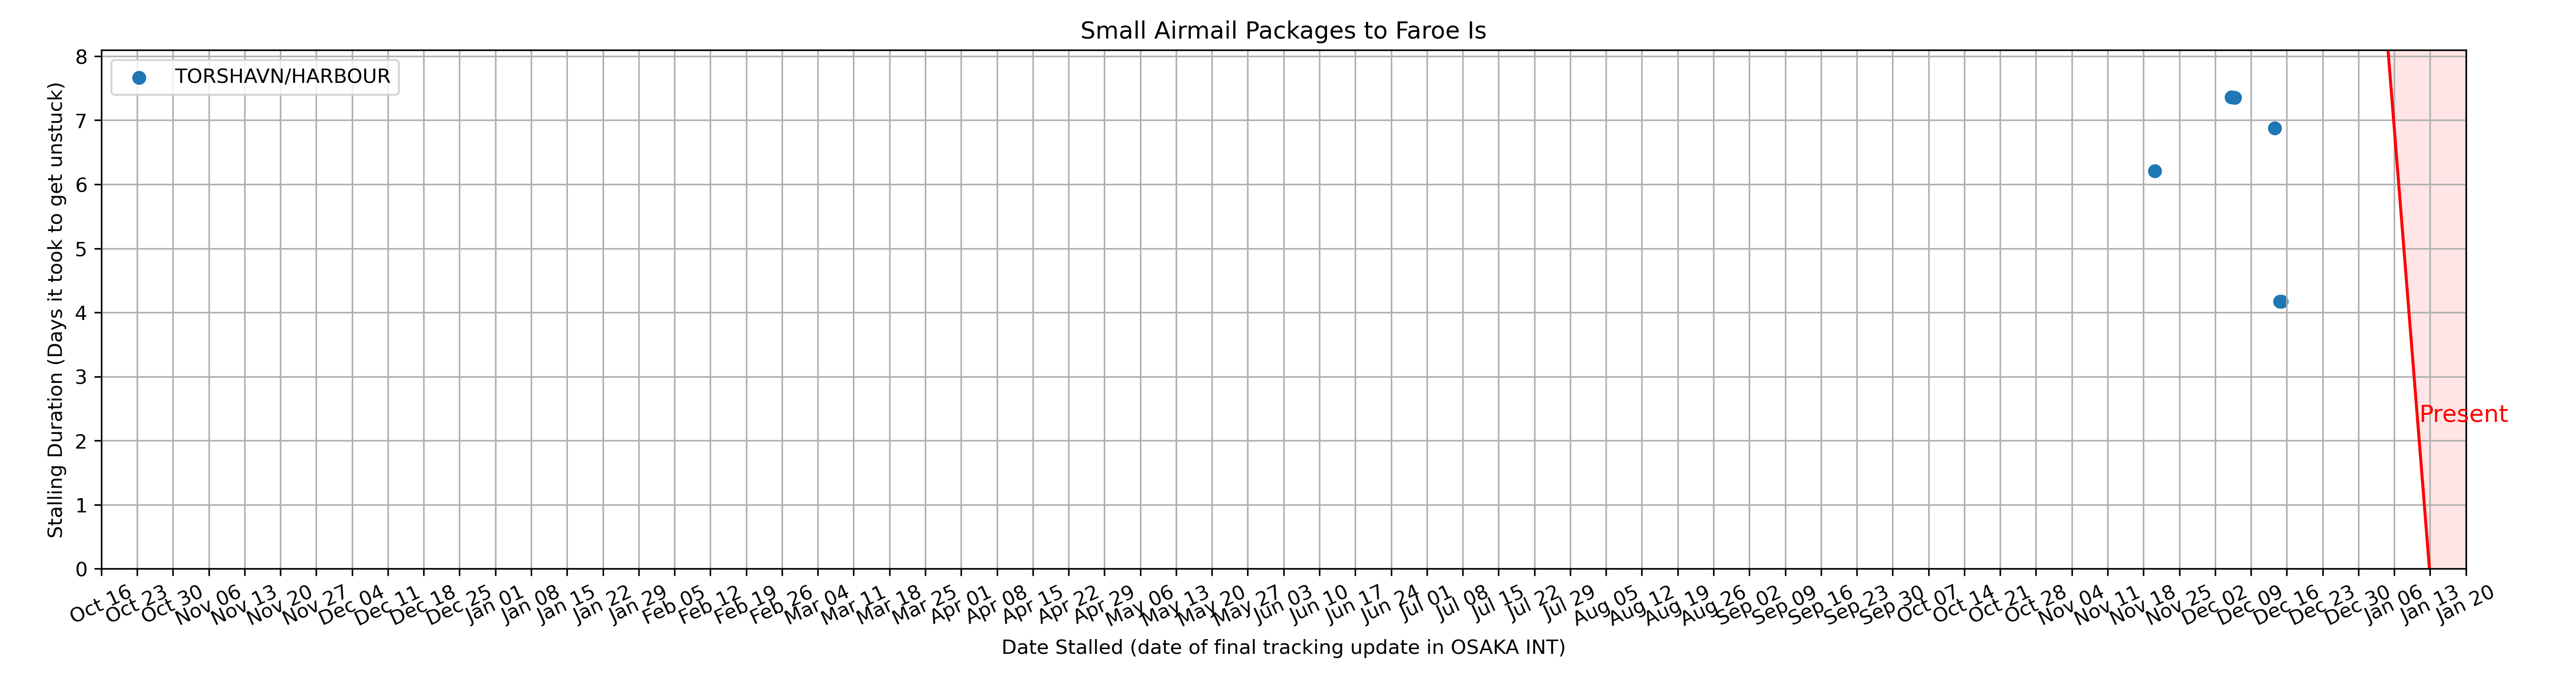 Small Airmail Packages to Faroe Is
TORSHAVN/HARBOUR
Stalling Duration (Days it took to get unstuck)
8
7
6
5
4
3
2
1
0
Present
Oct 16 Oct 23 Oct 30 Nov 06 Nov 13 Nov 20 Nov 27 Dec 04 Dec 11 Dec 18 Dec 25 Jan 01 Jan 08 Jan 15 Jan 22 Jan 29 Feb 05 Feb 12 Feb 19 Feb 26 Mar 04 Mar 11 Mar 18 Mar 25 Apr 01 Apr 08 Apr 15 Apr 22 Apr 29 May 06 May 13 May 20 May 27 Jun 03 Jun 10 Jun 17 Jun 24 Jul 01 Jul 08 Jul 15 Jul 22 Jul 29 Aug 05 Aug 12 Aug 19 Aug 26 Sep 02 Sep 09 Sep 16 Sep 23 Sep 30 Oct 07 Oct 14 Oct 21 Oct 28 Nov 04 Nov 11 Nov 18 Nov 25 Dec 02 Dec 09 Dec 16 Dec 23 Dec 30 Jan 06 Jan 13 Jan 20
Date Stalled (date of final tracking update in OSAKA INT)